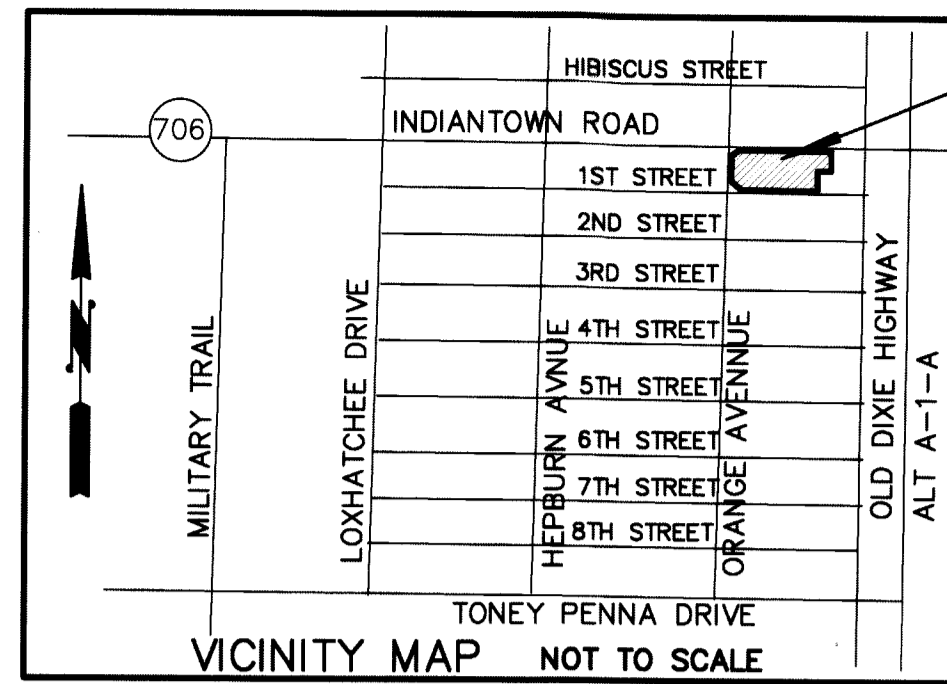 HIBISCUS STREET
706
INDIANTOWN ROAD
1ST STREET
2ND STREET
3RD STREET
4TH STREET
5TH STREET
6TH STREET
7TH STREET
8TH STREET
N
MILITARY TRAIL
LOXHATCHEE DRIVE
HEPBURN AVNUE
ORANGE AVENNUE
OLD DIXIE HIGHWAY
ALT A-1-A
TONEY PENNA DRIVE
VICINITY MAP NOT TO SCALE